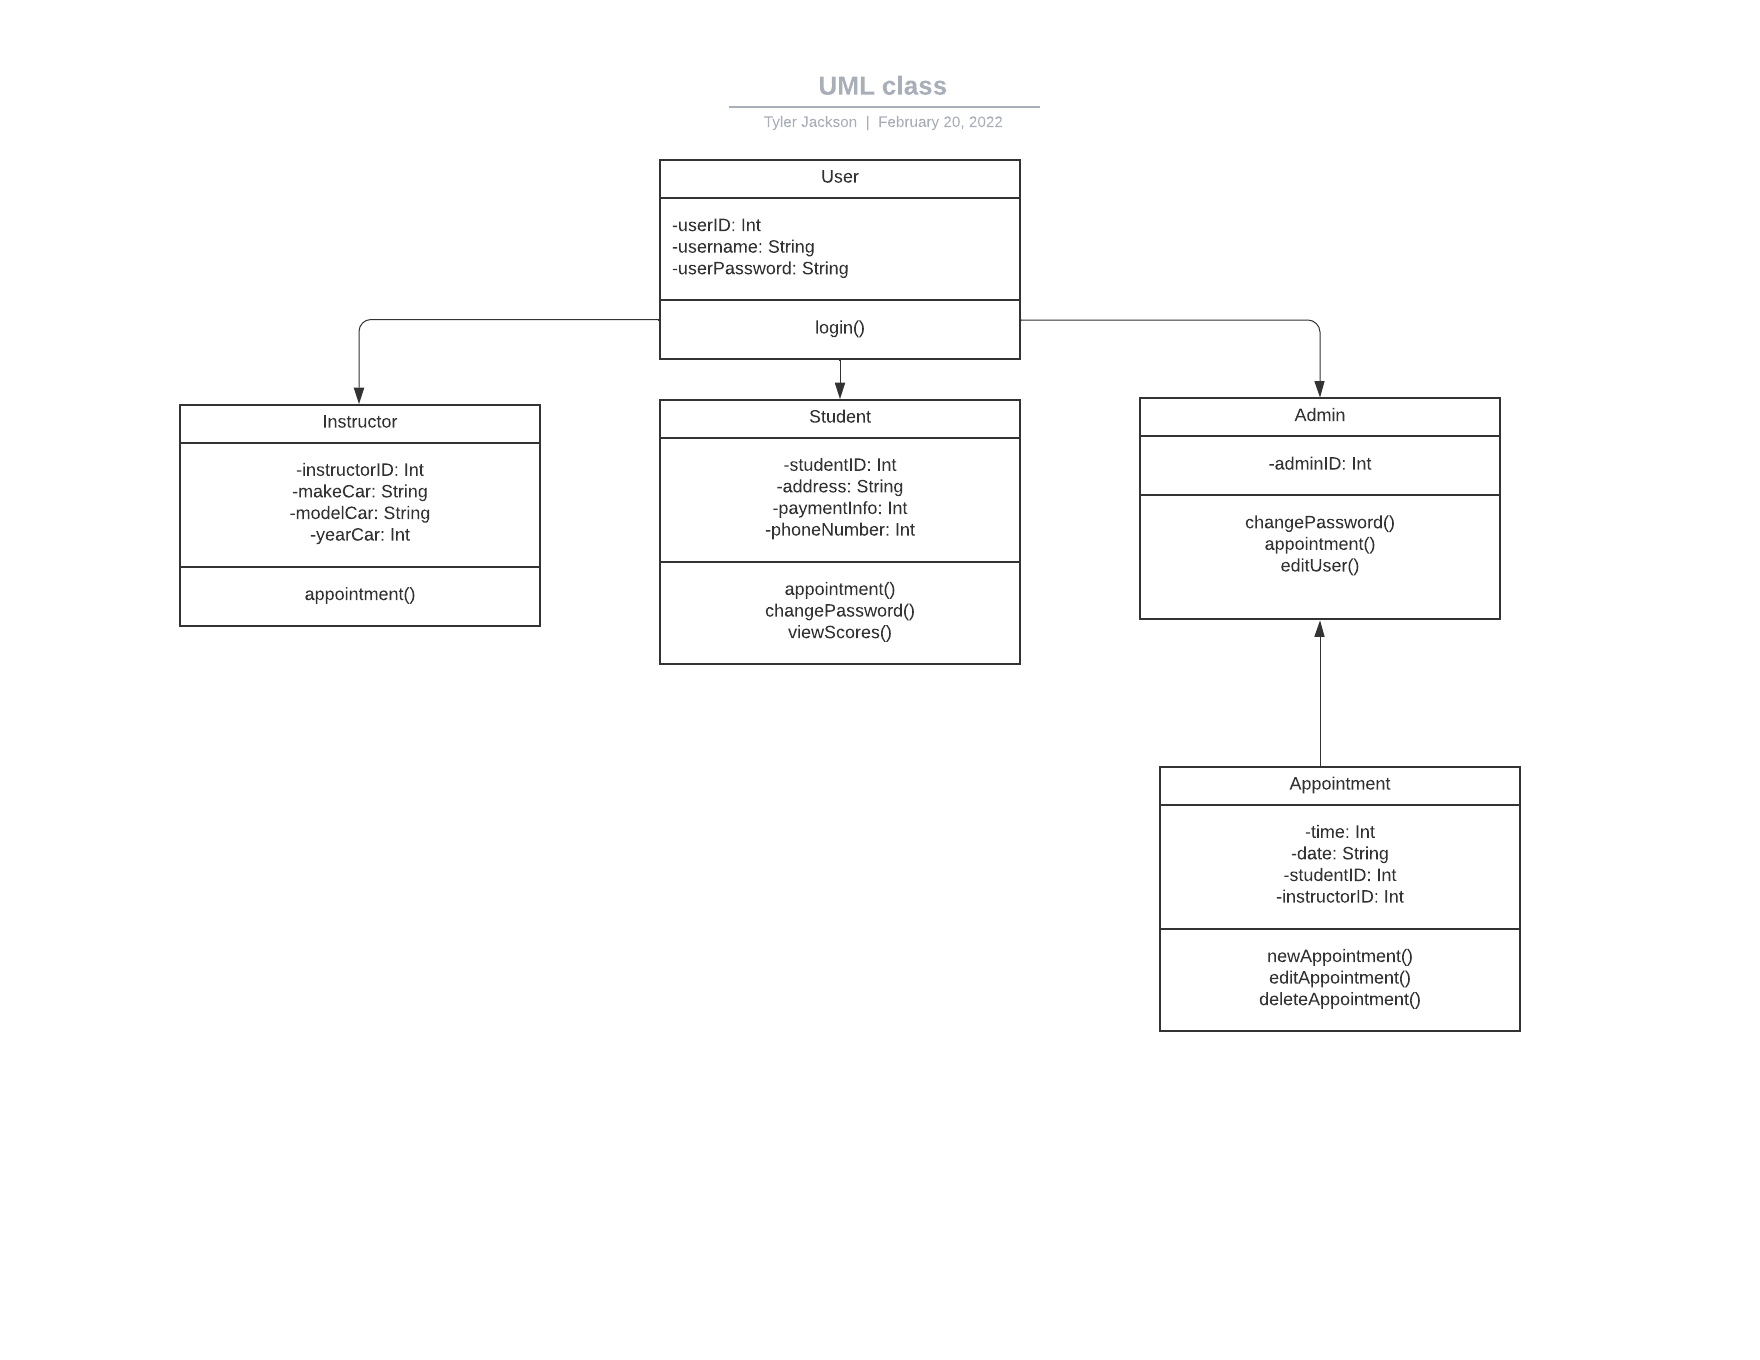 UML class
Tyler Jackson | February 20, 2022
User
-userID: Int
-username: String
-userPassword: String
login()
Instructor
-instructorID: Int
-makeCar: String
-modelCar: String
-yearCar: Int
appointment()
Student
-studentID: Int
-address: String
-paymentInfo: Int
-phoneNumber: Int
appointment()
changePassword()
viewScores()
Admin
-adminID: Int
changePassword()
appointment()
editUser()
Appointment
-time: Int
-date: String
-studentID: Int
-instructorID: Int
newAppointment()
editAppointment()
deleteAppointment()